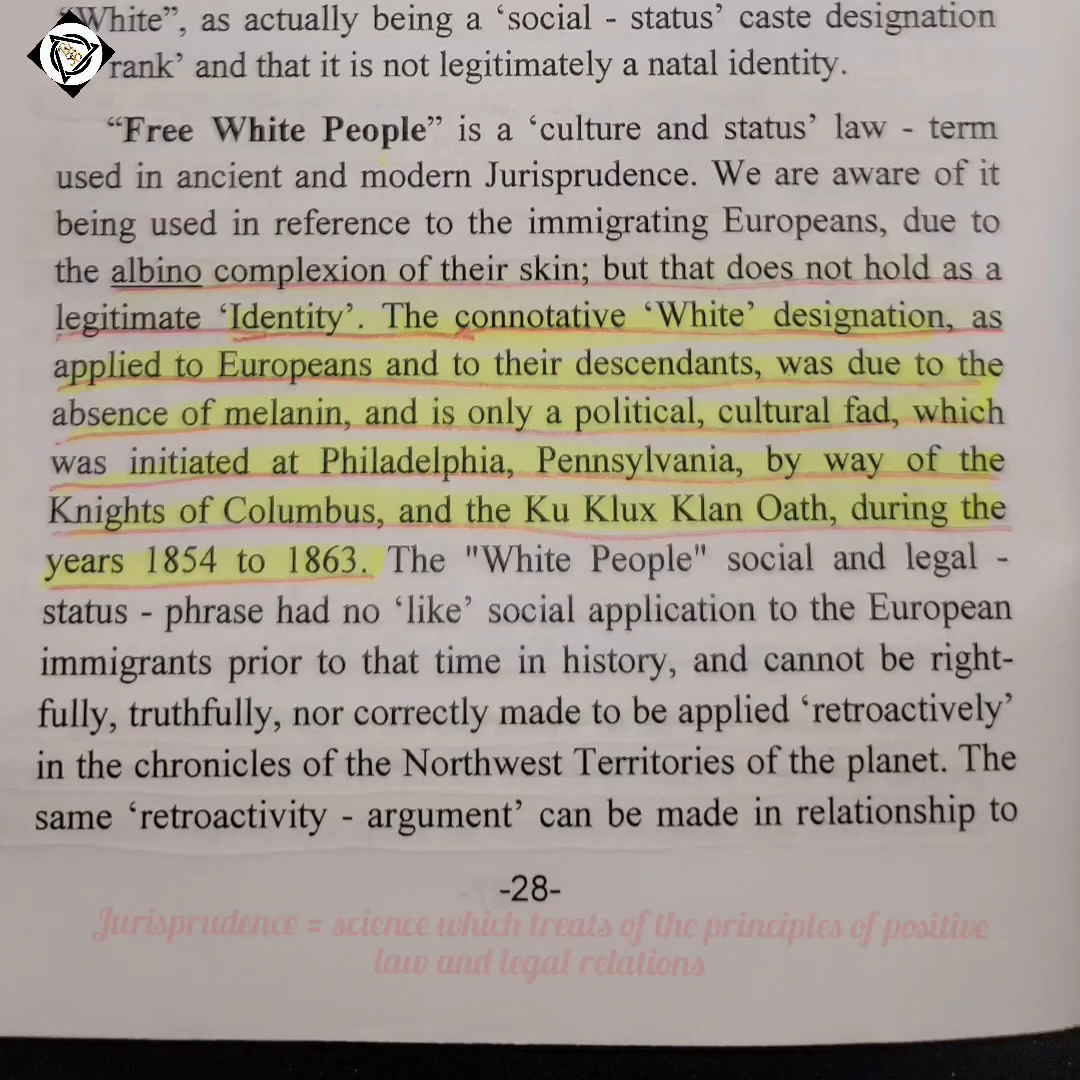 “White”, as actually being a ‘social - status’ caste designation
rank’ and that it is not legitimately a natal identity.
“Free White People” is a ‘culture and status’ law - term
used in ancient and modern Jurisprudence. We are aware of it
being used in reference to the immigrating Europeans, due to
the albino complexion of their skin; but that does not hold as a
legitimate ‘Identity’. The connotative ‘White’ designation, as
applied to Europeans and to their descendants, was due to the
absence of melanin, and is only a political, cultural fad, which
was initiated at Philadelphia, Pennsylvania, by way of the
Knights of Columbus, and the Ku Klux Klan Oath, during the
years 1854 to 1863. The "White People" social and legal -
status - phrase had no ‘like’ social application to the European
immigrants prior to that time in history, and cannot be right-
fully, truthfully, nor correctly made to be applied ‘retroactively’
in the chronicles of the Northwest Territories of the planet. The
same ‘retroactivity - argument’ can be made in relationship to
-28-
Jurisprudence = science which treats of the principles of positive
law and legal relations